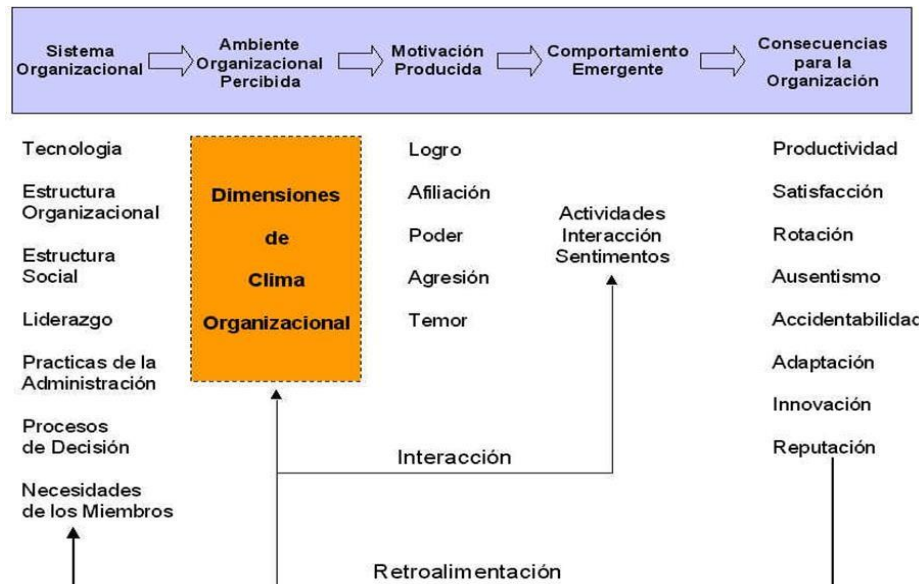 Sistema
Organizacional
Ambiente
Organizacional
Percibida
Motivación
Producida
Comportamiento
Emergente
Consecuencias
para la
Organización
Tecnologia
Estructura
Organizacional
Estructura
Social
Liderazgo
Practicas de la
Administración
Procesos
de Decisión
Necesidades
de los Miembros
Dimensiones
de
Clima
Organizacional
Logro
Afiliación
Poder
Agresión
Temor
Actividades
Interacción
Sentimentos
Productividad
Satisfacción
Rotación
Ausentismo
Accidentabilidad
Adaptación
Innovación
Reputación
Interacción
Retroalimentación